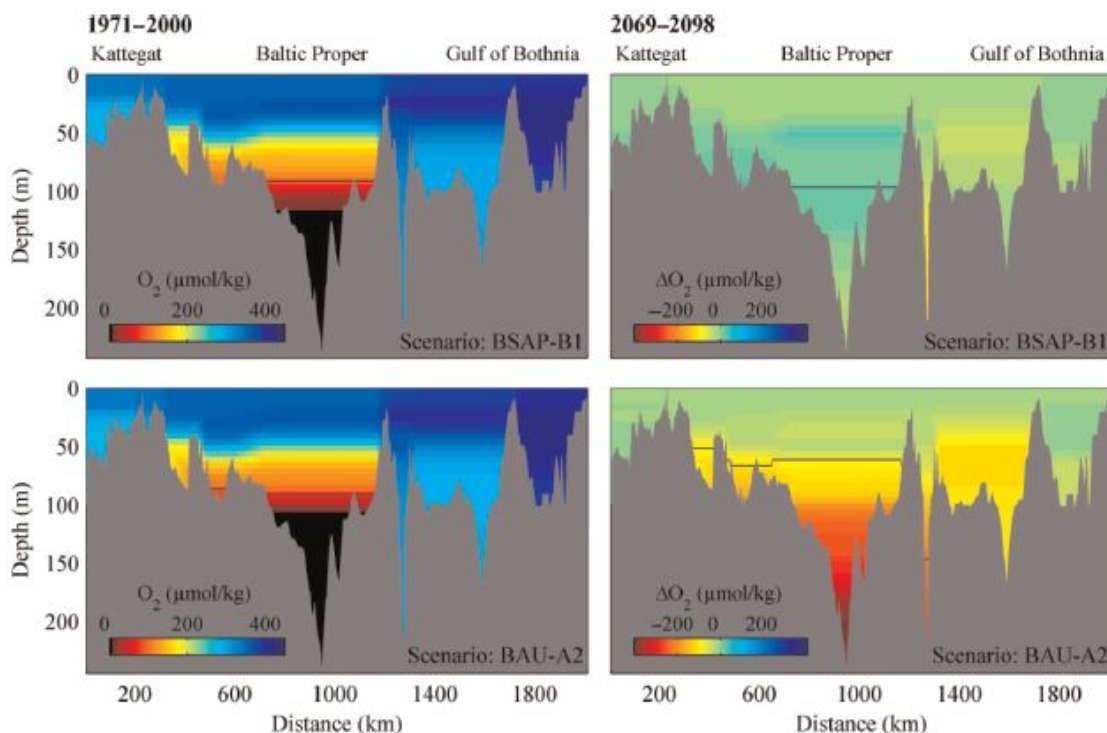 1971–2000
2069–2098
Kattegat Baltic Proper Gulf of Bothnia
Kattegat Baltic Proper Gulf of Bothnia
0
50
100
150
200
Depth (m)
O2 (µmol/kg)
0 200 400
Scenario: BSAP-B1
ΔO2 (µmol/kg)
−200 0 200
Scenario: BSAP-B1
0
50
100
150
200
Depth (m)
O2 (µmol/kg)
0 200 400
Scenario: BAU-A2
ΔO2 (µmol/kg)
−200 0 200
Scenario: BAU-A2
200 600 1000 1400 1800
Distance (km)
200 600 1000 1400 1800
Distance (km)